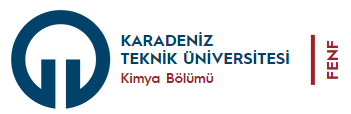 KARADENİZ
TEKNİK ÜNİVERSİTESİ
Kimya Bölümü
FENF